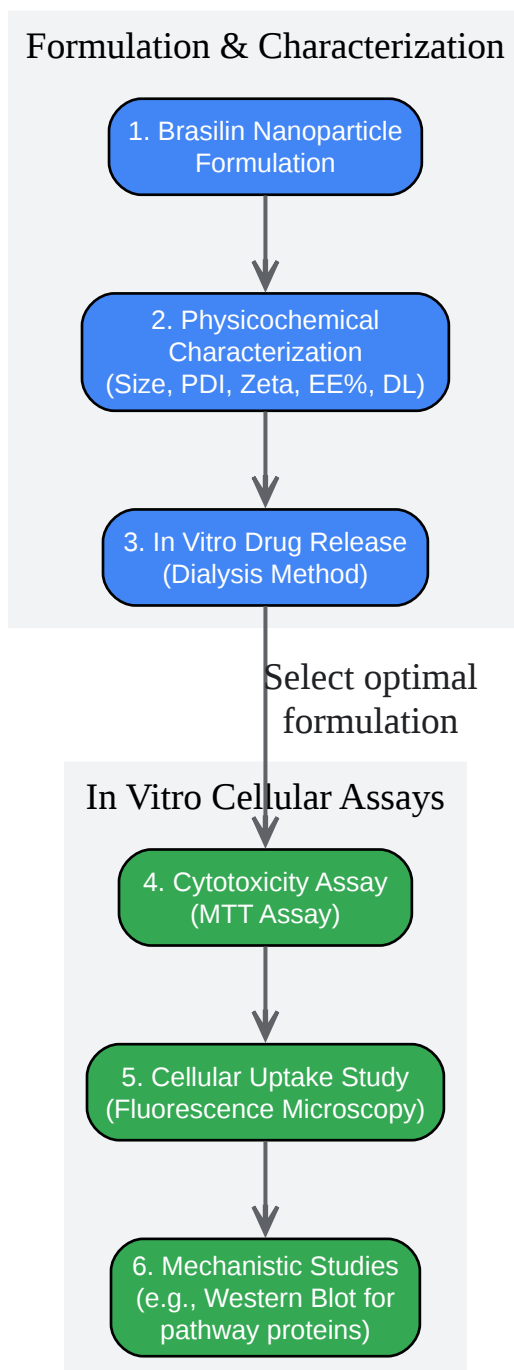 Formulation & Characterization
1. Brasilin Nanoparticle
Formulation
2. Physicochemical
Characterization
(Size, PDI, Zeta, EE%, DL)
3. In Vitro Drug Release
(Dialysis Method)
Select optimal
formulation
In Vitro Cellular Assays
4. Cytotoxicity Assay
(MTT Assay)
5. Cellular Uptake Study
(Fluorescence Microscopy)
6. Mechanistic Studies
(e.g., Western Blot for
pathway proteins)